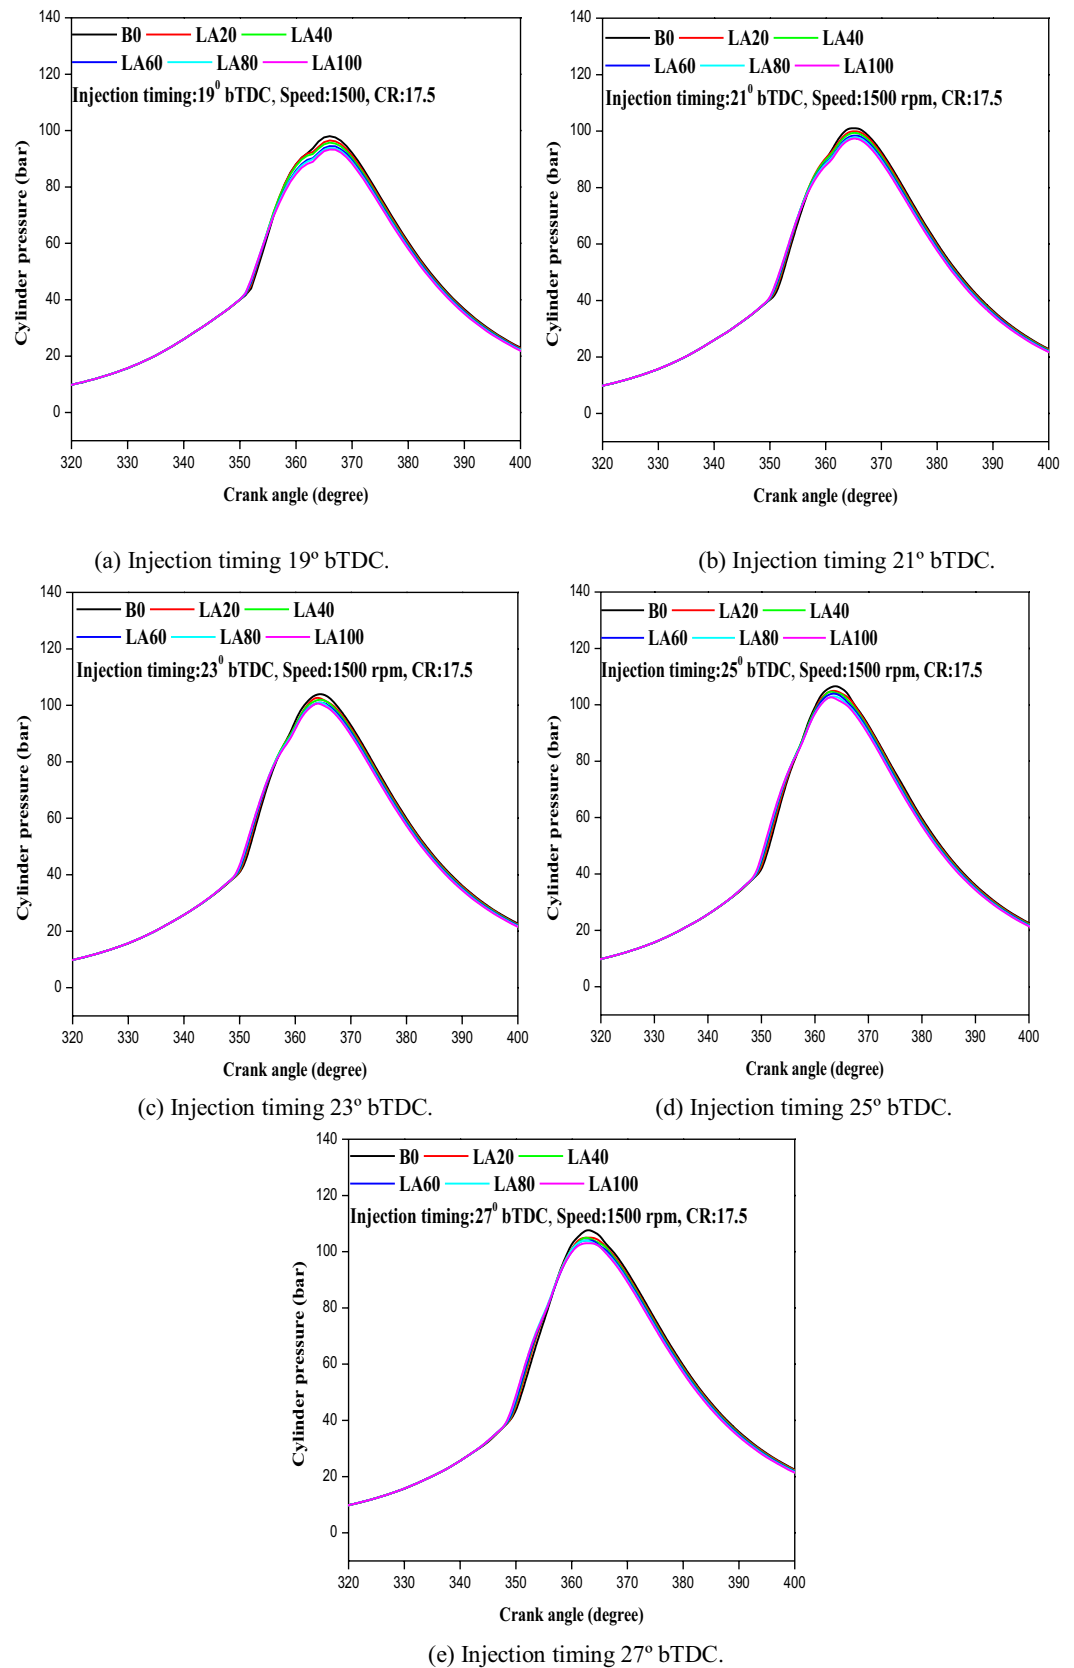 B0 LA20 LA40
LA60 LA80 LA100
Injection timing:19⁰ bTDC, Speed:1500, CR:17.5
140
120
100
80
60
40
20
0
Cylinder pressure (bar)
320 330 340 350 360 370 380 390 400
Crank angle (degree)
(a) Injection timing 19º bTDC.
B0 LA20 LA40
LA60 LA80 LA100
Injection timing:21⁰ bTDC, Speed:1500 rpm, CR:17.5
140
120
100
80
60
40
20
0
Cylinder pressure (bar)
320 330 340 350 360 370 380 390 400
Crank angle (degree)
(b) Injection timing 21º bTDC.
B0 LA20 LA40
LA60 LA80 LA100
Injection timing:23⁰ bTDC, Speed:1500 rpm, CR:17.5
140
120
100
80
60
40
20
0
Cylinder pressure (bar)
320 330 340 350 360 370 380 390 400
Crank angle (degree)
(c) Injection timing 23º bTDC.
B0 LA20 LA40
LA60 LA80 LA100
Injection timing:25⁰ bTDC, Speed:1500 rpm, CR:17.5
140
120
100
80
60
40
20
0
Cylinder pressure (bar)
320 330 340 350 360 370 380 390 400
Crank angle (degree)
(d) Injection timing 25º bTDC.
B0 LA20 LA40
LA60 LA80 LA100
Injection timing:27⁰ bTDC, Speed:1500 rpm, CR:17.5
140
120
100
80
60
40
20
0
Cylinder pressure (bar)
320 330 340 350 360 370 380 390 400
Crank angle (degree)
(e) Injection timing 27º bTDC.